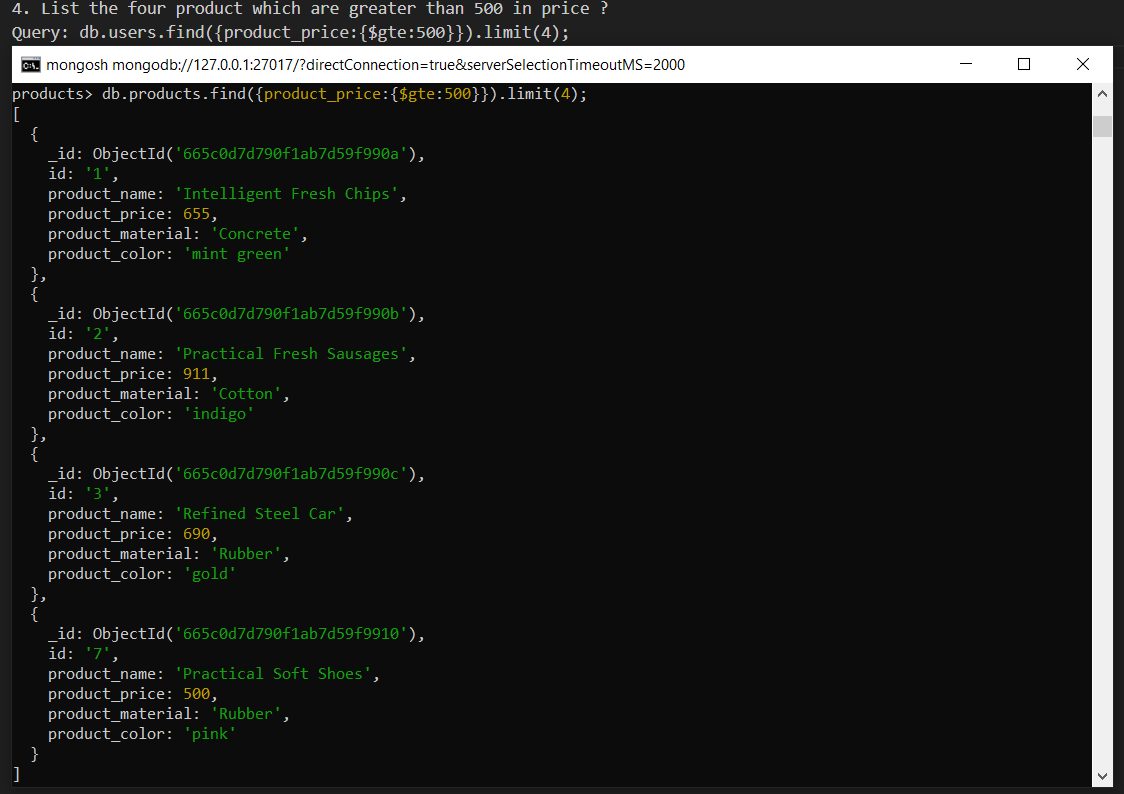 4. List the four product which are greater than 500 in price ?
Query: db.users.find({product_price:{$gte:500}}).limit(4);
mongosh mongodb://127.0.0.1:27017/?directConnection=true&serverSelectionTimeoutMS=2000
products> db.products.find({product_price:{$gte:500}}).limit(4);
[
  {
    _id: ObjectId('665c0d7d790f1ab7d59f990a'),
    id: '1',
    product_name: 'Intelligent Fresh Chips',
    product_price: 655,
    product_material: 'Concrete',
    product_color: 'mint green'
  },
  {
    _id: ObjectId('665c0d7d790f1ab7d59f990b'),
    id: '2',
    product_name: 'Practical Fresh Sausages',
    product_price: 911,
    product_material: 'Cotton',
    product_color: 'indigo'
  },
  {
    _id: ObjectId('665c0d7d790f1ab7d59f990c'),
    id: '3',
    product_name: 'Refined Steel Car',
    product_price: 690,
    product_material: 'Rubber',
    product_color: 'gold'
  },
  {
    _id: ObjectId('665c0d7d790f1ab7d59f9910'),
    id: '7',
    product_name: 'Practical Soft Shoes',
    product_price: 500,
    product_material: 'Rubber',
    product_color: 'pink'
  }
]